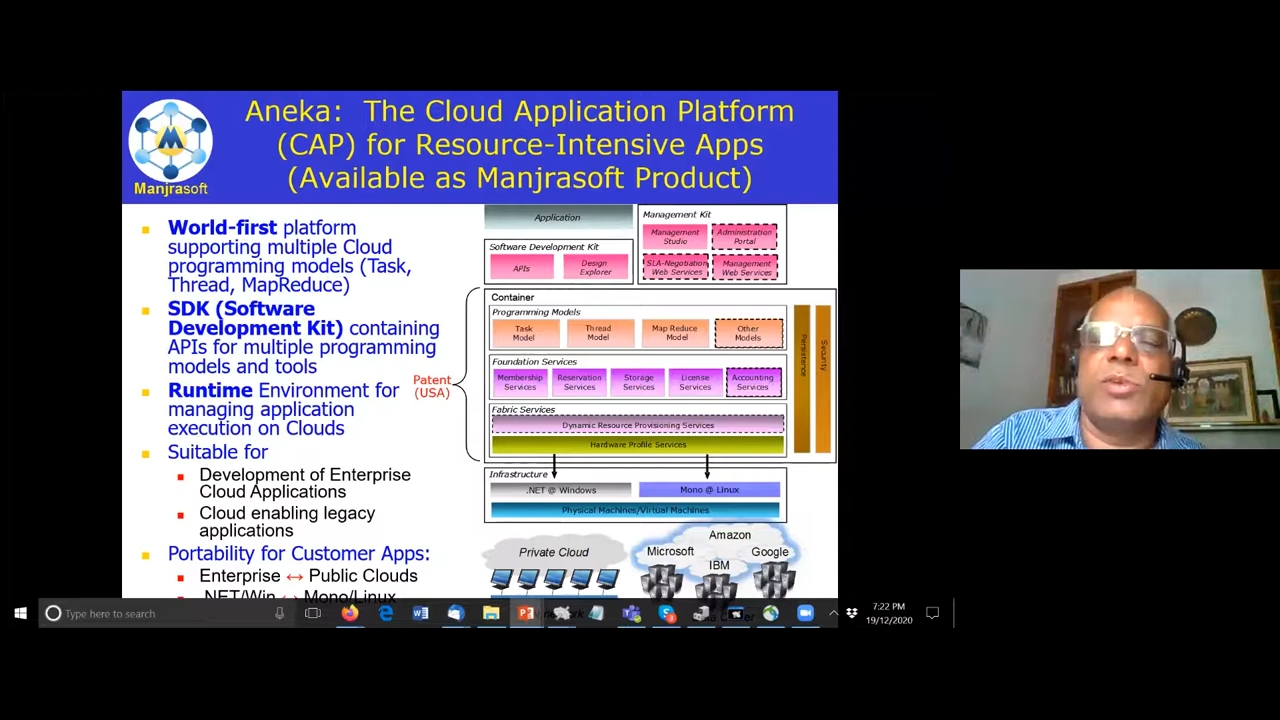 Aneka: The Cloud Application Platform
(CAP) for Resource-Intensive Apps
(Available as Manjrasoft Product)
M
Manjrasoft
World-first platform
supporting multiple Cloud
programming models (Task,
Thread, MapReduce)
SDK (Software
Development Kit) containing
APIs for multiple programming
models and tools
Runtime Environment for
managing application
execution on Clouds
Suitable for
Development of Enterprise
Cloud Applications
Cloud enabling legacy
applications
Portability for Customer Apps:
Enterprise ↔ Public Clouds
.NET/Win ↔ Mono/Linux
Patent
(USA)
Application
Software Development Kit
APIs
Design
Explorer
Management Kit
Management
Studio
Administration
Portal
SLA-Negotiation
Web Services
Management
Web Services
Container
Programming Models
Task
Model
Thread
Model
Map Reduce
Model
Other
Models
Foundation Services
Membership
Services
Reservation
Services
Storage
Services
License
Services
Accounting
Services
Fabric Services
Dynamic Resource Provisioning Services
Hardware Profile Services
Persistence
Security
Infrastructure
.NET @ Windows
Mono @ Linux
Physical Machines/Virtual Machines
Private Cloud
Amazon
Microsoft
Google
IBM
Type here to search
7:22 PM
19/12/2020